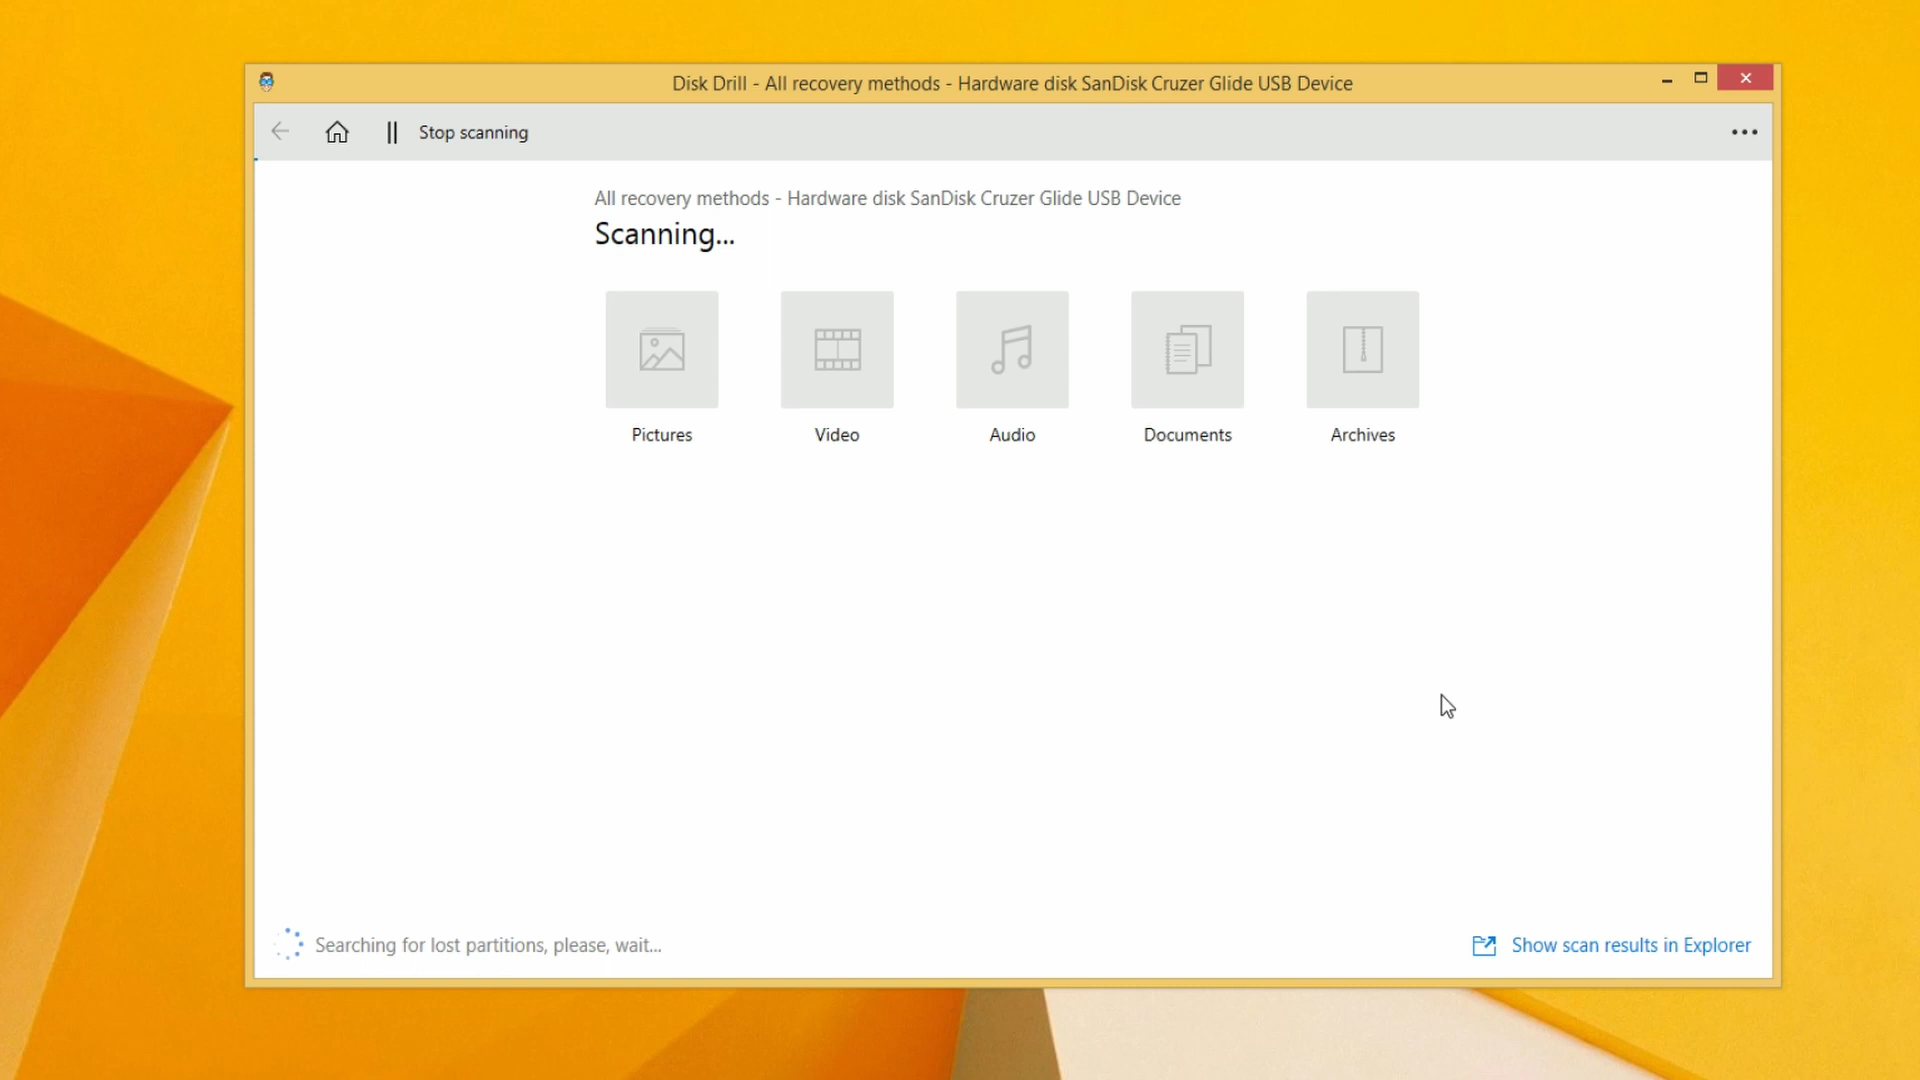 Disk Drill - All recovery methods - Hardware disk SanDisk Cruzer Glide USB Device
Stop scanning
All recovery methods - Hardware disk SanDisk Cruzer Glide USB Device
Scanning...
Pictures
Video
Audio
Documents
Archives
Searching for lost partitions, please, wait...
Show scan results in Explorer